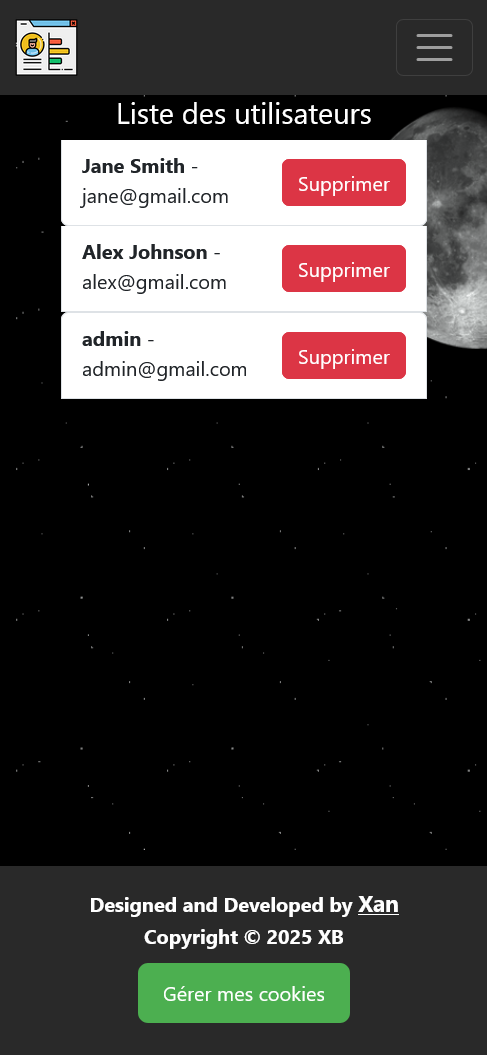 Liste des utilisateurs
Jane Smith -
jane@gmail.com
Supprimer
Alex Johnson -
alex@gmail.com
Supprimer
admin -
admin@gmail.com
Supprimer
Designed and Developed by Xan
Copyright © 2025 XB
Gérer mes cookies